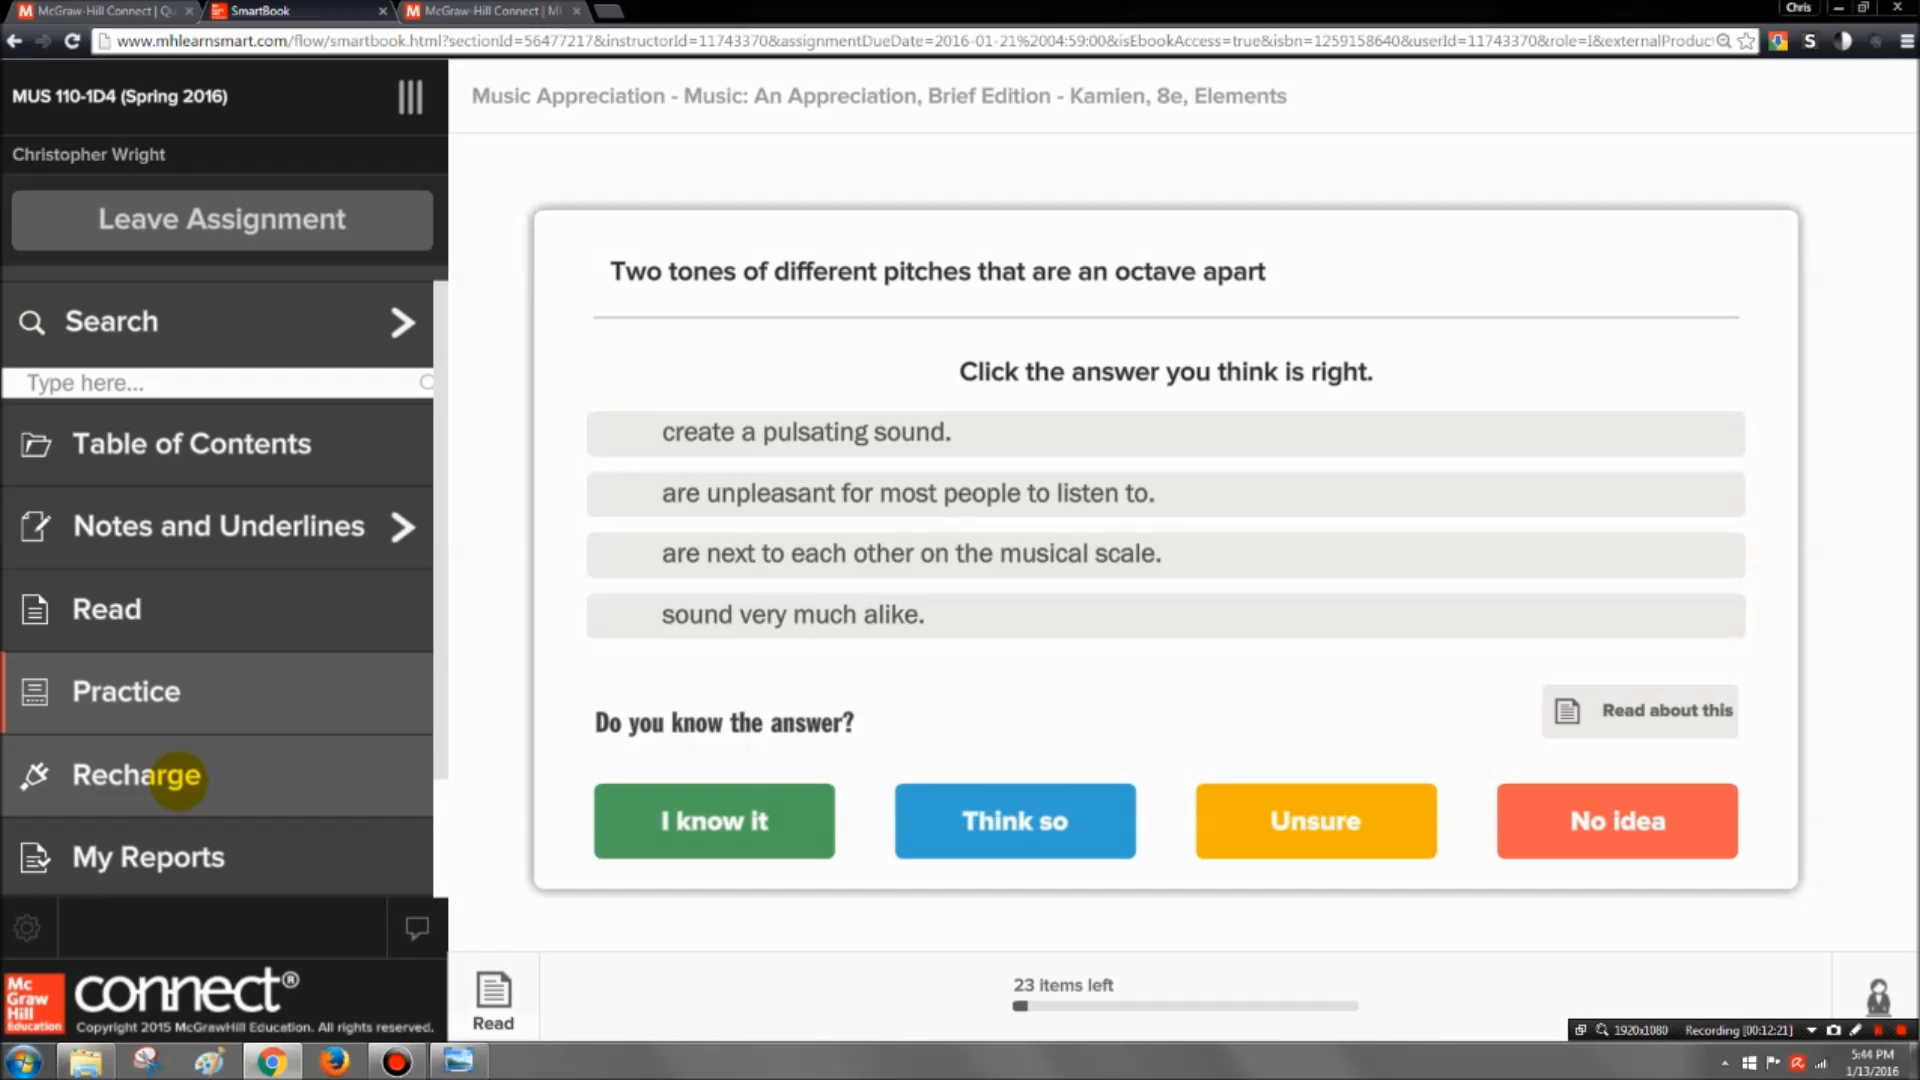 McGraw-Hill Connect | Qu
SmartBook
McGraw-Hill Connect | M
Chris
www.mhlearnsmart.com/flow/smartbook.html?sectionId=56477217&instructorId=11743370&assignmentDueDate=2016-01-21%2004:59:00&isEbookAccess=true&isbn=1259158640&userId=11743370&role=I&externalProduct
MUS 110-1D4 (Spring 2016)
Music Appreciation - Music: An Appreciation, Brief Edition - Kamien, 8e, Elements
Christopher Wright
Leave Assignment
Search
Type here...
Table of Contents
Notes and Underlines
Read
Practice
Recharge
My Reports
Two tones of different pitches that are an octave apart
Click the answer you think is right.
create a pulsating sound.
are unpleasant for most people to listen to.
are next to each other on the musical scale.
sound very much alike.
Do you know the answer?
Read about this
I know it
Think so
Unsure
No idea
Mc
Graw
Hill
Education
connect®
Copyright 2015 McGrawHill Education. All rights reserved.
Read
23 items left
1920x1080
Recording [00:12:21]
5:44 PM
1/13/2016